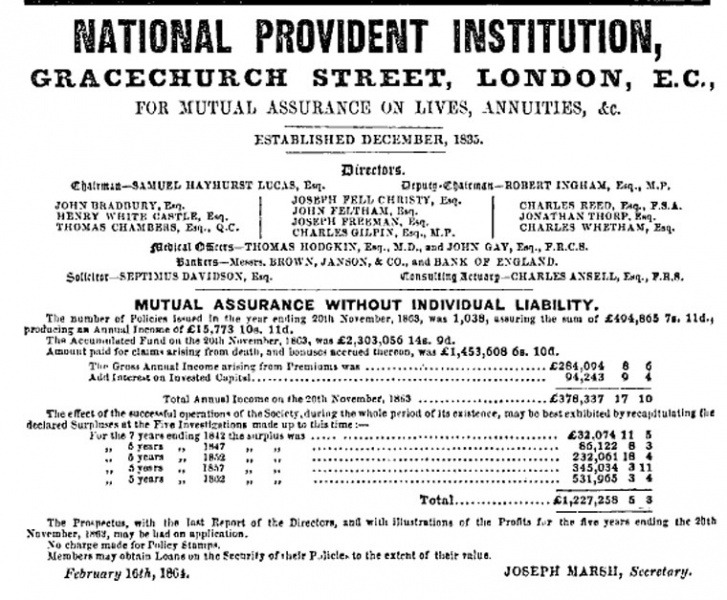 NATIONAL PROVIDENT INSTITUTION,
GRACECHURCH STREET, LONDON, E.C.,
FOR MUTUAL ASSURANCE ON LIVES, ANNUITIES, &c.
ESTABLISHED DECEMBER, 1835.
Directors.
Chairman—SAMUEL HAYHURST LUCAS, Esq. Deputy-Chairman—ROBERT INGHAM, Esq., M.P.
JOHN BRADBURY, Esq. JOSEPH FELL CHRISTY, Esq. CHARLES REED, Esq., F.S.A.
HENRY WHITE CASTLE, Esq. JOHN FELTHAM, Esq. JONATHAN THORP, Esq.
THOMAS CHAMBERS, Esq., Q.C. JOSEPH FREEMAN, Esq. CHARLES WHETHAM, Esq.
CHARLES GILPIN, Esq., M.P.
Medical Officers—THOMAS HODGKIN, Esq., M.D., and JOHN GAY, Esq., F.R.C.S.
Bankers—Messrs. BROWN, JANSON, & CO., and BANK OF ENGLAND.
Solicitor—SEPTIMUS DAVIDSON, Esq. Consulting Actuary—CHARLES ANSELL, Esq., F.R.S.
MUTUAL ASSURANCE WITHOUT INDIVIDUAL LIABILITY.
The number of Policies issued in the year ending 20th November, 1863, was 1,038, assuring the sum of £494,865 7s. 11d.,
producing an Annual Income of £15,773 10s. 11d.
The Accumulated Fund on the 20th November, 1863, was £2,303,056 14s. 9d.
Amount paid for claims arising from death, and bonuses accrued thereon, was £1,453,608 6s. 10d.
The Gross Annual Income arising from Premiums was ........ £284,094 8 6
Add Interest on Invested Capital........ 94,243 9 4
Total Annual Income on the 20th November, 1863 ........ £378,337 17 10
The effect of the successful operations of the Society, during the whole period of its existence, may be best exhibited by recapitulating the
declared Surpluses at the Five Investigations made up to this time:—
For the 7 years ending 1842 the surplus was ........ £32,074 11 5
„ 5 years „ 1847 „ „ ........ 86,122 8 3
„ 5 years „ 1852 „ „ ........ 232,061 18 4
„ 5 years „ 1857 „ „ ........ 345,034 3 11
„ 5 years „ 1862 „ „ ........ 531,965 3 4
Total........ £1,227,258 5 3
The Prospectus, with the last Report of the Directors, and with illustrations of the Profits for the five years ending the 20th
November, 1862, may be had on application.
No charge made for Policy Stamps.
Members may obtain Loans on the Security of their Policies to the extent of their value.
February 16th, 1864. JOSEPH MARSH, Secretary.